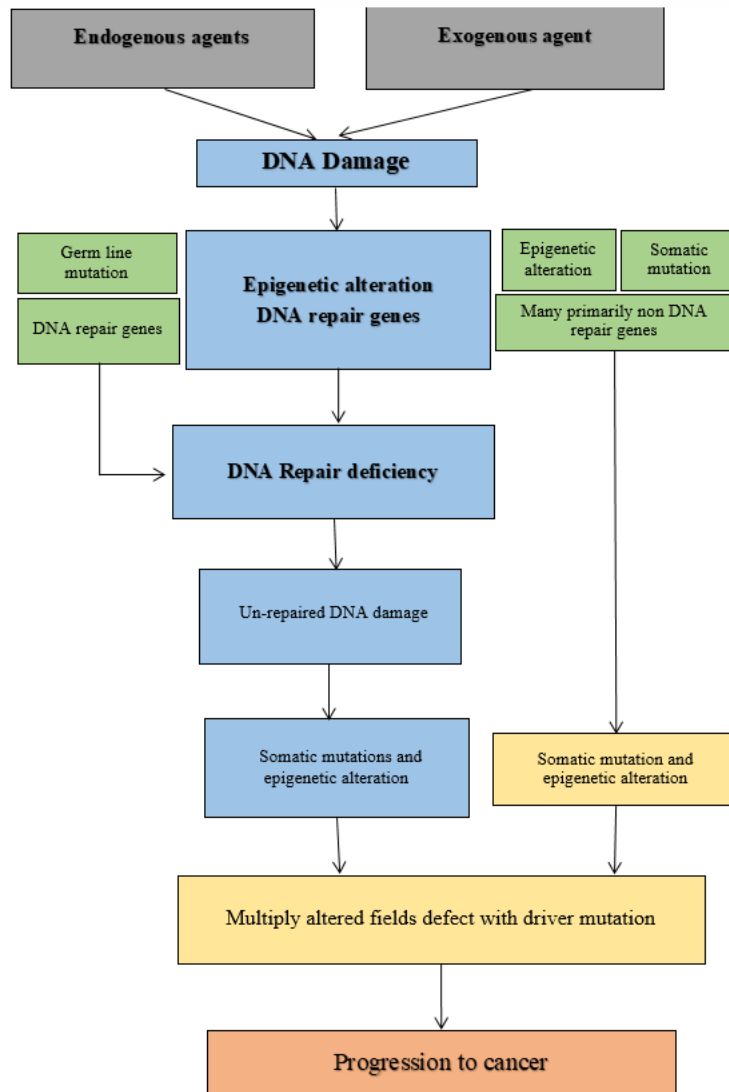 Endogenous agents
Exogenous agent
DNA Damage
Germ line
mutation
DNA repair genes
Epigenetic alteration
DNA repair genes
Epigenetic
alteration
Somatic
mutation
Many primarily non DNA
repair genes
DNA Repair deficiency
Un-repaired DNA damage
Somatic mutations and
epigenetic alteration
Somatic mutation and
epigenetic alteration
Multiply altered fields defect with driver mutation
Progression to cancer